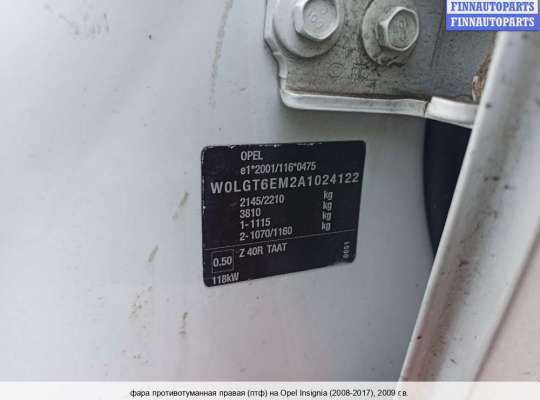 FINNAUTOPARTS
FINNAUTOPARTS
OPEL
e1*2001/116*0475
W0LGT6EM2A1024122
2145/2210 kg
3810 kg
1-1115 kg
2-1070/1160
0.50 Z 40R TAAT
118kW
0051
фара противотуманная правая (птф) на Opel Insignia (2008-2017), 2009 г.в.